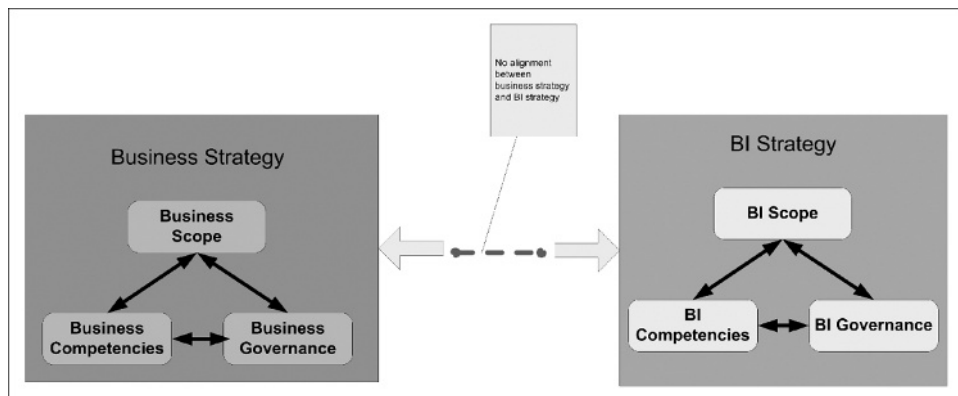 No alignment
between
business strategy
and BI strategy
Business Strategy
Business
Scope
Business
Competencies
Business
Governance
BI Strategy
BI Scope
BI
Competencies
BI Governance